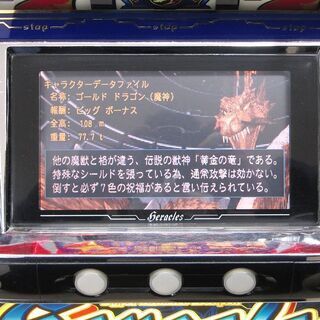 stop
stop
キャラクターデータファイル
名称: ゴールド ドラゴン (魔神)
報酬: ビッグ ボーナス
全高: 108 m
重量: 77.7 t
他の魔獣と格が違う、伝説の獣神「黄金の竜」である。
特殊なシールドを張っている為、通常攻撃は効かない。
倒すと必ず7色の祝福があると言い伝えられている。
Heracles